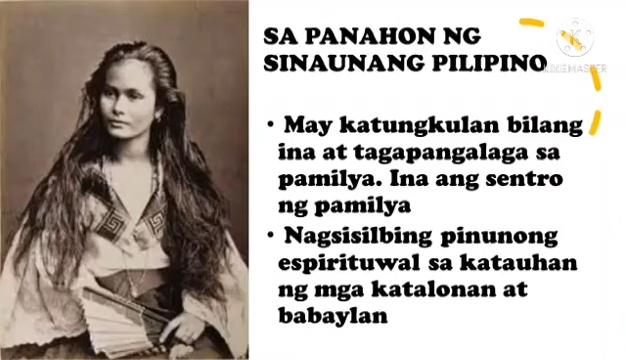 SA PANAHON NG
SINAUNANG PILIPINO
KINEMASTER
• May katungkulan bilang
ina at tagapangalaga sa
pamilya. Ina ang sentro
ng pamilya
• Nagsisilbing pinunong
espirituwal sa katauhan
ng mga katalonan at
babaylan